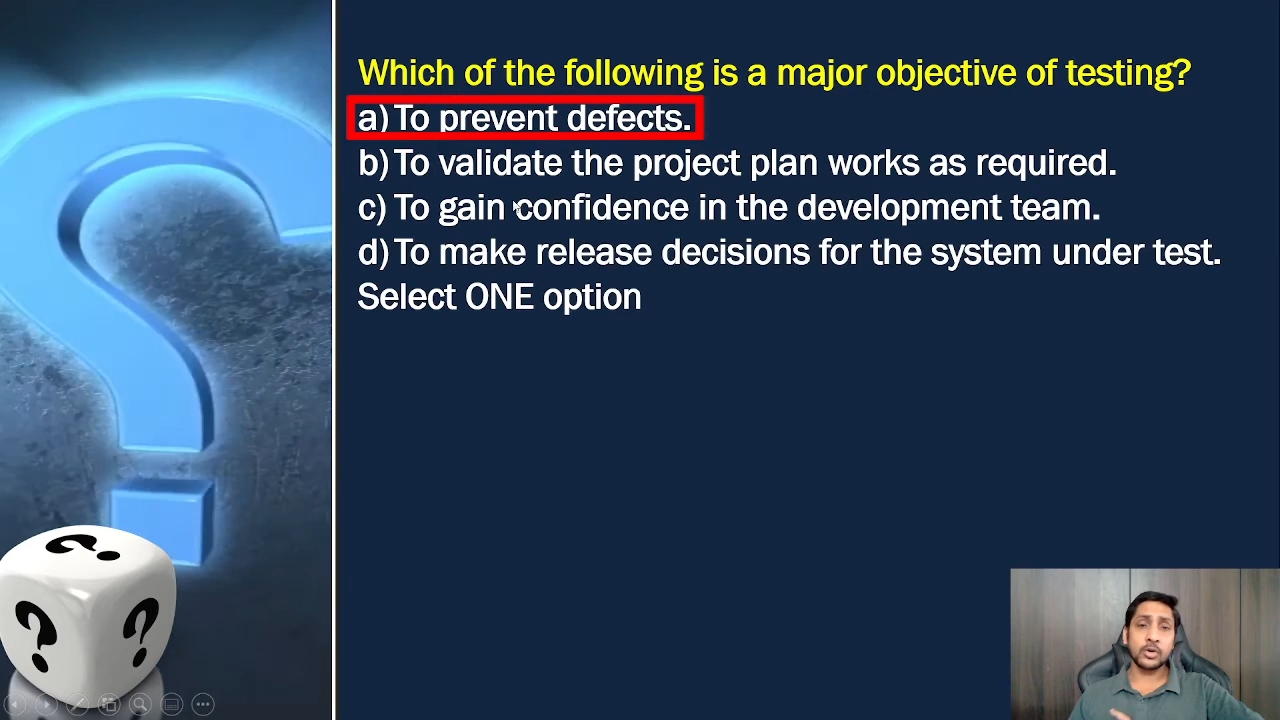 Which of the following is a major objective of testing?
a) To prevent defects.
b) To validate the project plan works as required.
c) To gain confidence in the development team.
d) To make release decisions for the system under test.
Select ONE option